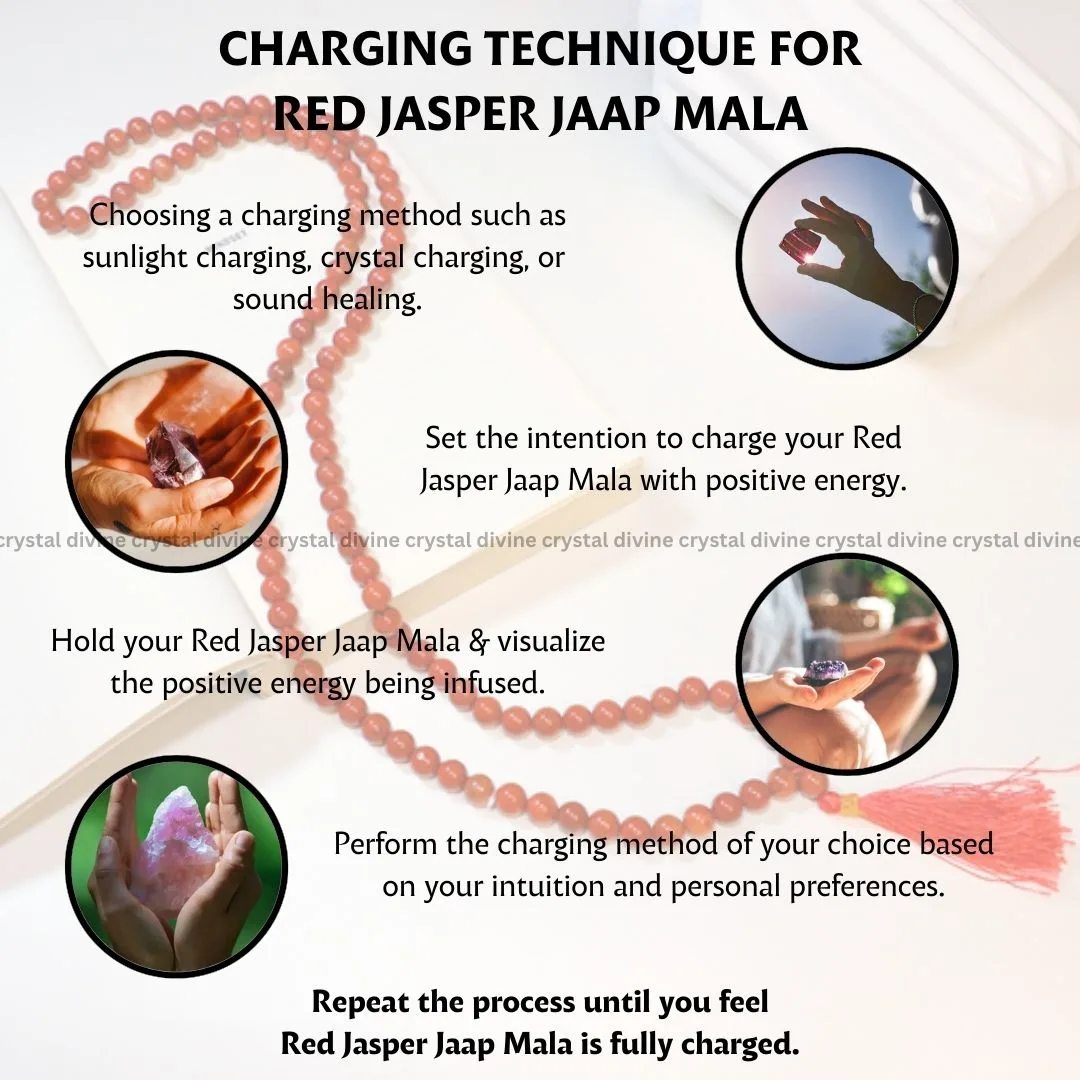 CHARGING TECHNIQUE FOR
RED JASPER JAAP MALA
Choosing a charging method such as
sunlight charging, crystal charging, or
sound healing.
Set the intention to charge your Red
Jasper Jaap Mala with positive energy.
crystal divine crystal divine crystal divine crystal divine crystal divine crystal divine crystal divine crystal divine
Hold your Red Jasper Jaap Mala & visualize
the positive energy being infused.
Perform the charging method of your choice based
on your intuition and personal preferences.
Repeat the process until you feel
Red Jasper Jaap Mala is fully charged.